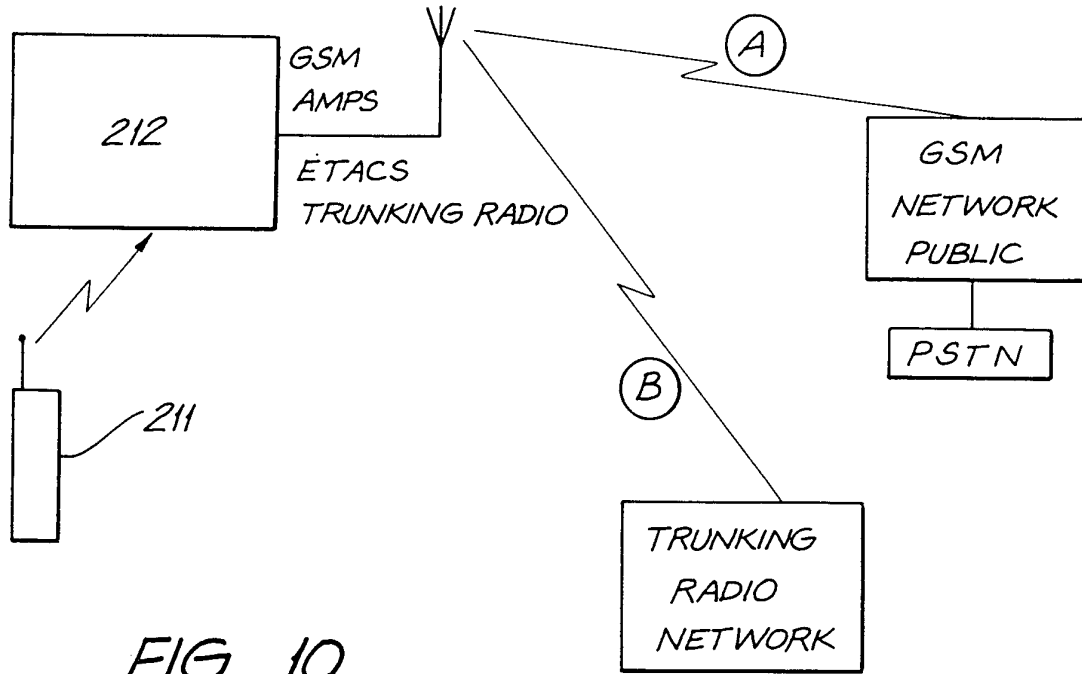 212
GSM
AMPS
ETACS
TRUNKING RADIO
A
GSM
NETWORK
PUBLIC
PSTN
211
B
TRUNKING
RADIO
NETWORK
FIG 10